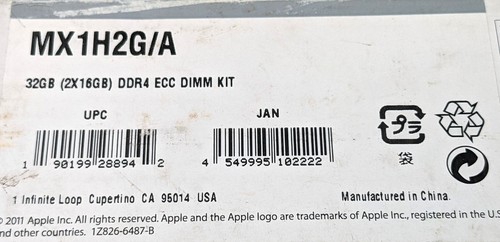 MX1H2G/A
32GB (2X16GB) DDR4 ECC DIMM KIT
UPC JAN
1 90199 28894 2 4 549995 102222
プラ
袋
1 Infinite Loop Cupertino CA 95014 USA Manufactured in China.
© 2011 Apple Inc. All rights reserved. Apple and the Apple logo are trademarks of Apple Inc., registered in the U.S.
and other countries. 1Z826-6487-B